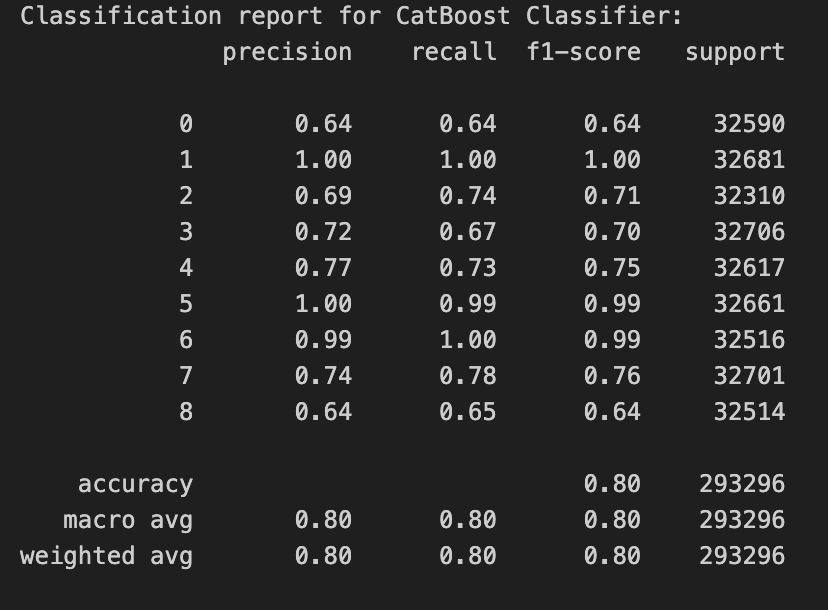 Classification report for CatBoost Classifier:
precision recall f1-score support
0 0.64 0.64 0.64 32590
1 1.00 1.00 1.00 32681
2 0.69 0.74 0.71 32310
3 0.72 0.67 0.70 32706
4 0.77 0.73 0.75 32617
5 1.00 0.99 0.99 32661
6 0.99 1.00 0.99 32516
7 0.74 0.78 0.76 32701
8 0.64 0.65 0.64 32514
accuracy 0.80 293296
macro avg 0.80 0.80 0.80 293296
weighted avg 0.80 0.80 0.80 293296